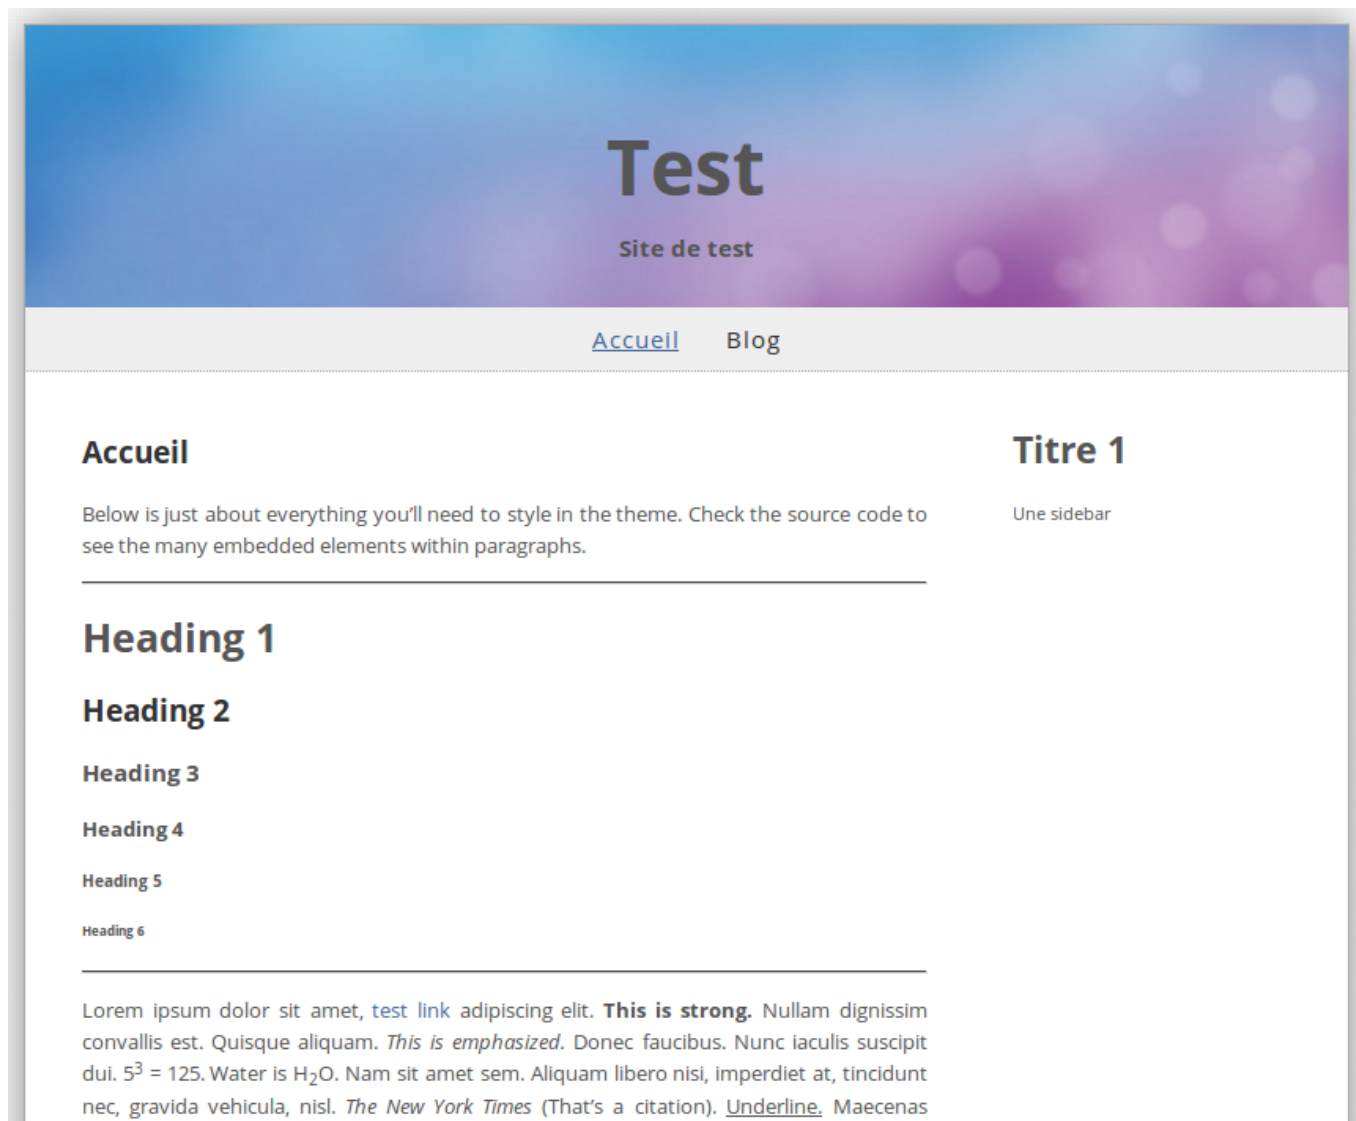 Test
Site de test
Accueil Blog
Accueil
Below is just about everything you'll need to style in the theme. Check the source code to
see the many embedded elements within paragraphs.
Heading 1
Heading 2
Heading 3
Heading 4
Heading 5
Heading 6
Lorem ipsum dolor sit amet, test link adipiscing elit. This is strong. Nullam dignissim
convallis est. Quisque aliquam. This is emphasized. Donec faucibus. Nunc iaculis suscipit
dui. 5³ = 125. Water is H₂O. Nam sit amet sem. Aliquam libero nisi, imperdiet at, tincidunt
nec, gravida vehicula, nisl. The New York Times (That's a citation). Underline. Maecenas
Titre 1
Une sidebar